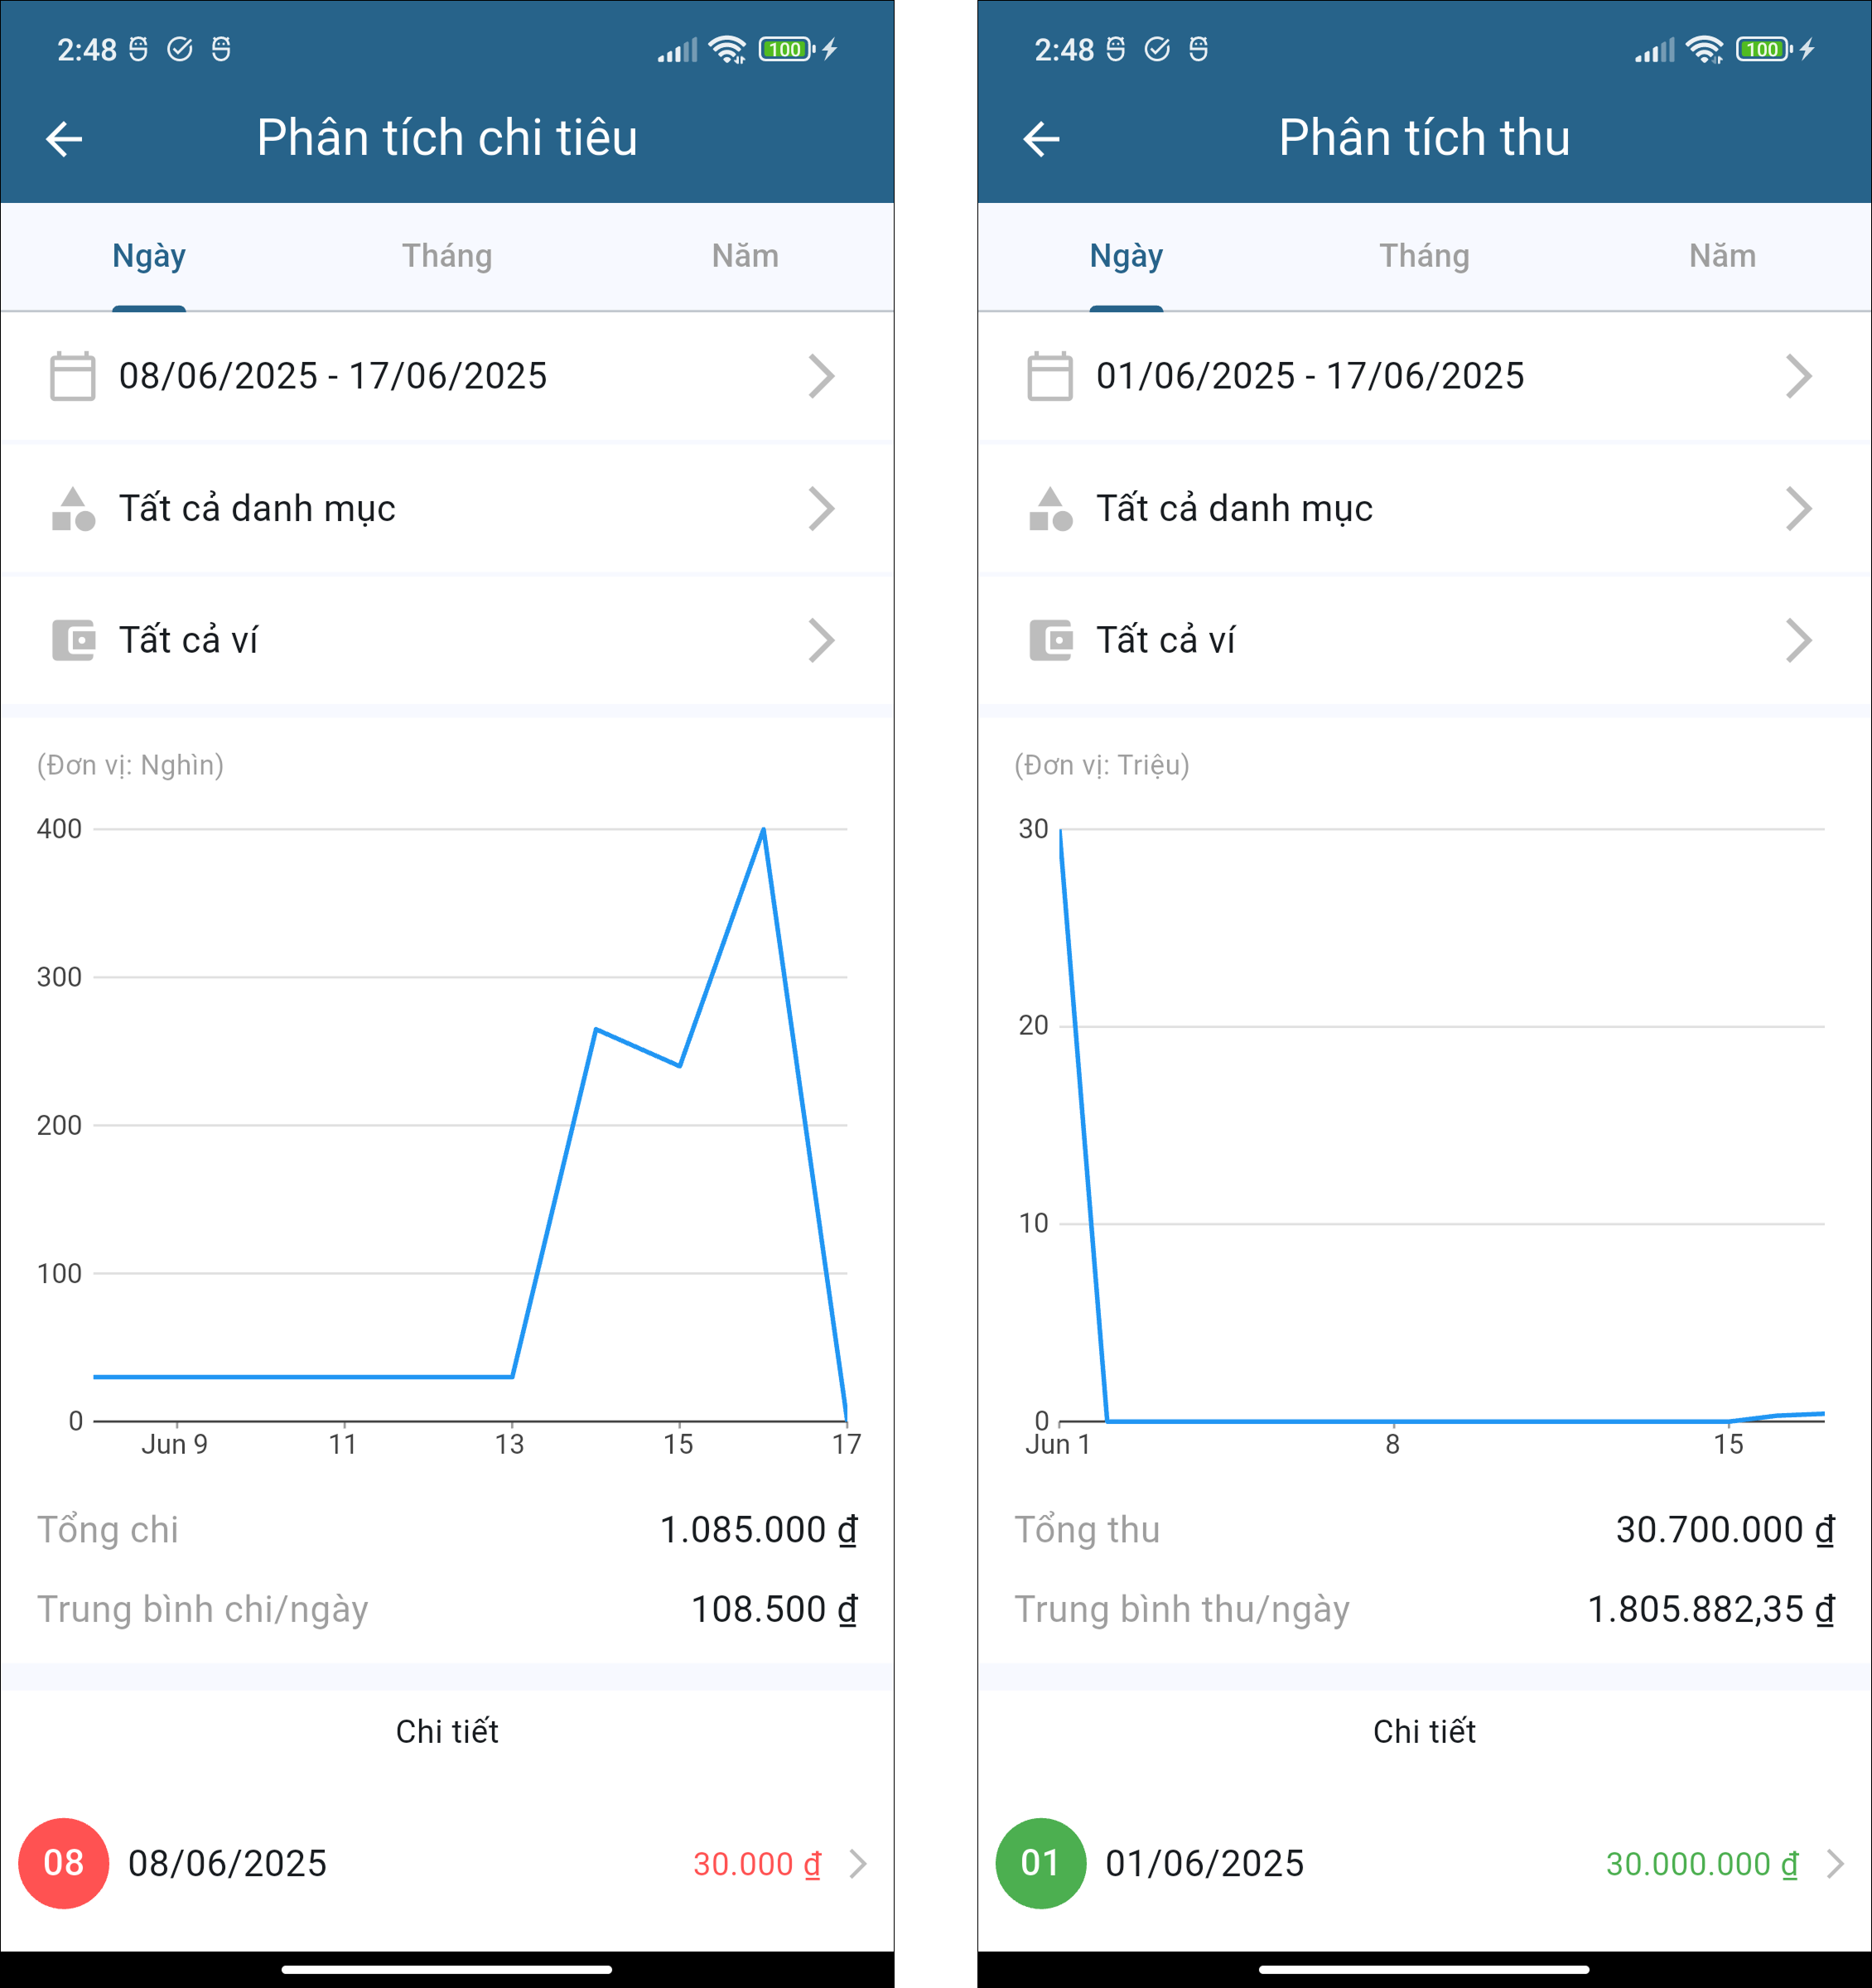 2:48
100
Phân tích chi tiêu
Ngày Tháng Năm
08/06/2025 - 17/06/2025
Tất cả danh mục
Tất cả ví
(Đơn vị: Nghìn)
400
300
200
100
0
Jun 9 11 13 15 17
Tổng chi 1.085.000 ₫
Trung bình chi/ngày 108.500 ₫
Chi tiết
08 08/06/2025 30.000 ₫
2:48
100
Phân tích thu
Ngày Tháng Năm
01/06/2025 - 17/06/2025
Tất cả danh mục
Tất cả ví
(Đơn vị: Triệu)
30
20
10
0
Jun 1 8 15
Tổng thu 30.700.000 ₫
Trung bình thu/ngày 1.805.882,35 ₫
Chi tiết
01 01/06/2025 30.000.000 ₫